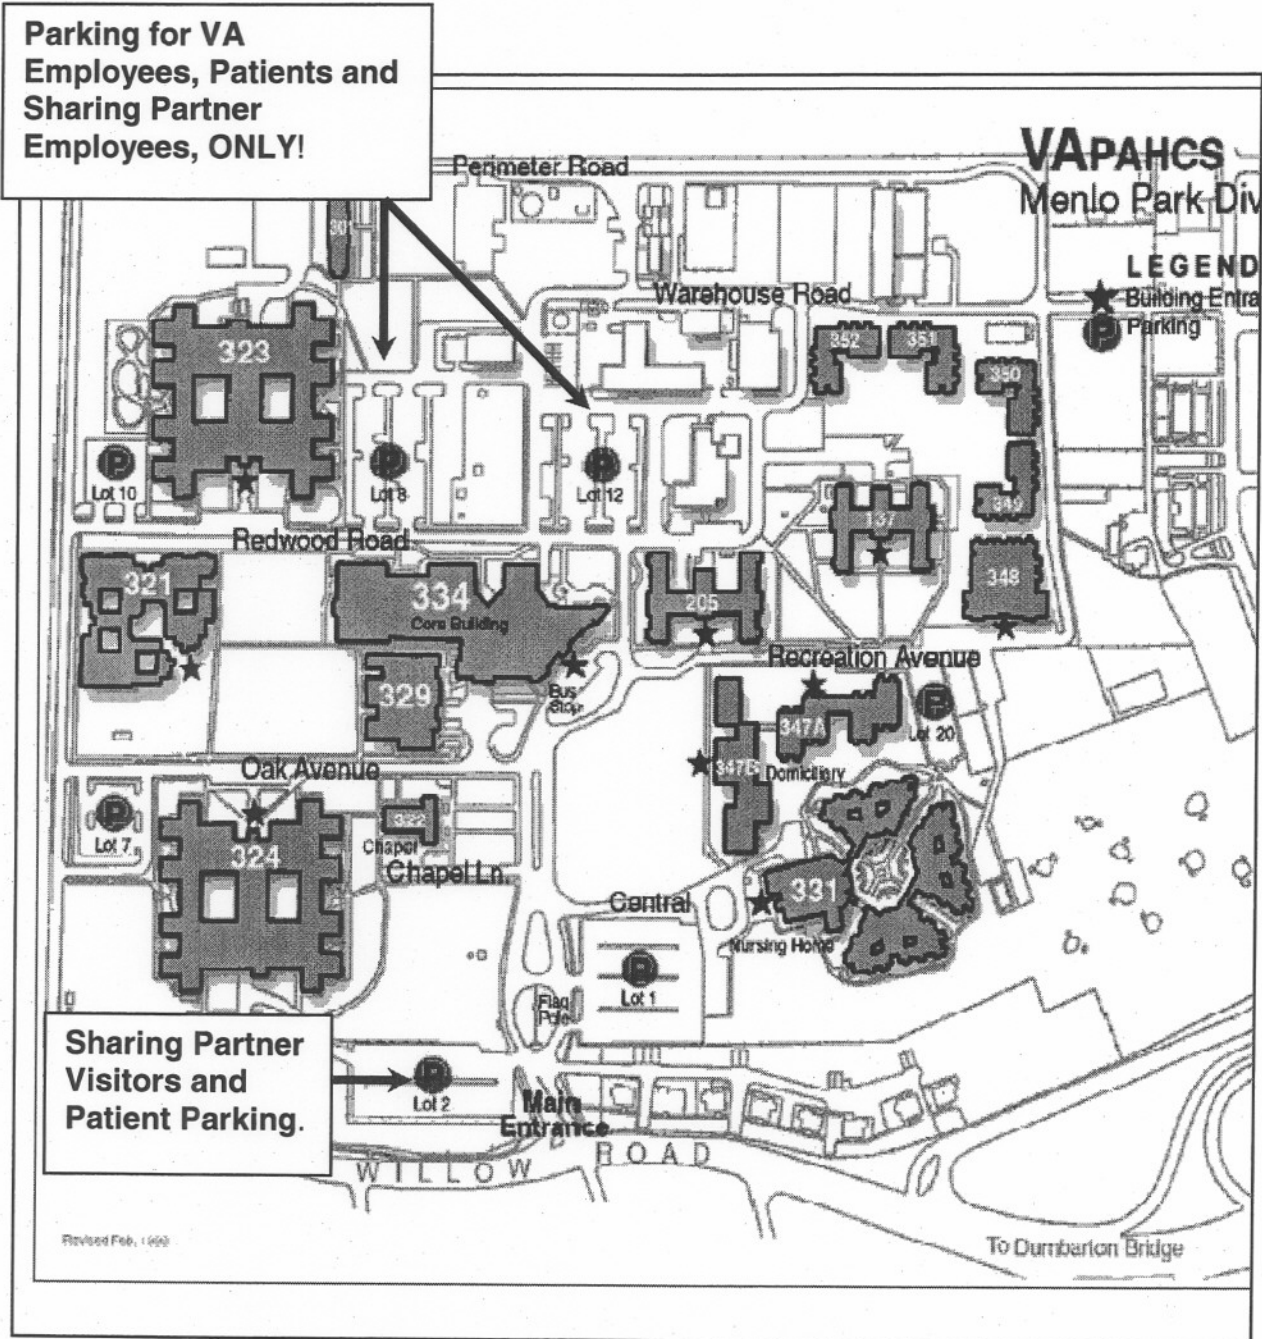 Parking for VA
Employees, Patients and
Sharing Partner
Employees, ONLY!
VAPAHCS
Menlo Park Div
Perimeter Road
301
LEGEND
Building Entra
Parking
Warehouse Road
323
352
351
350
Lot 10
Lot 8
Lot 12
349
137
Redwood Road
321
334
Core Building
205
348
Recreation Avenue
329
Bus
Stop
347A
Lot 20
347B
Domiciliary
Oak Avenue
Lot 7
322
Chapel
324
Chapel Ln.
331
Central
Nursing Home
Lot 1
Flag
Pole
Sharing Partner
Visitors and
Patient Parking.
Lot 2
Main
Entrance
WILLOW ROAD
Revised Feb,
To Dumbarton Bridge